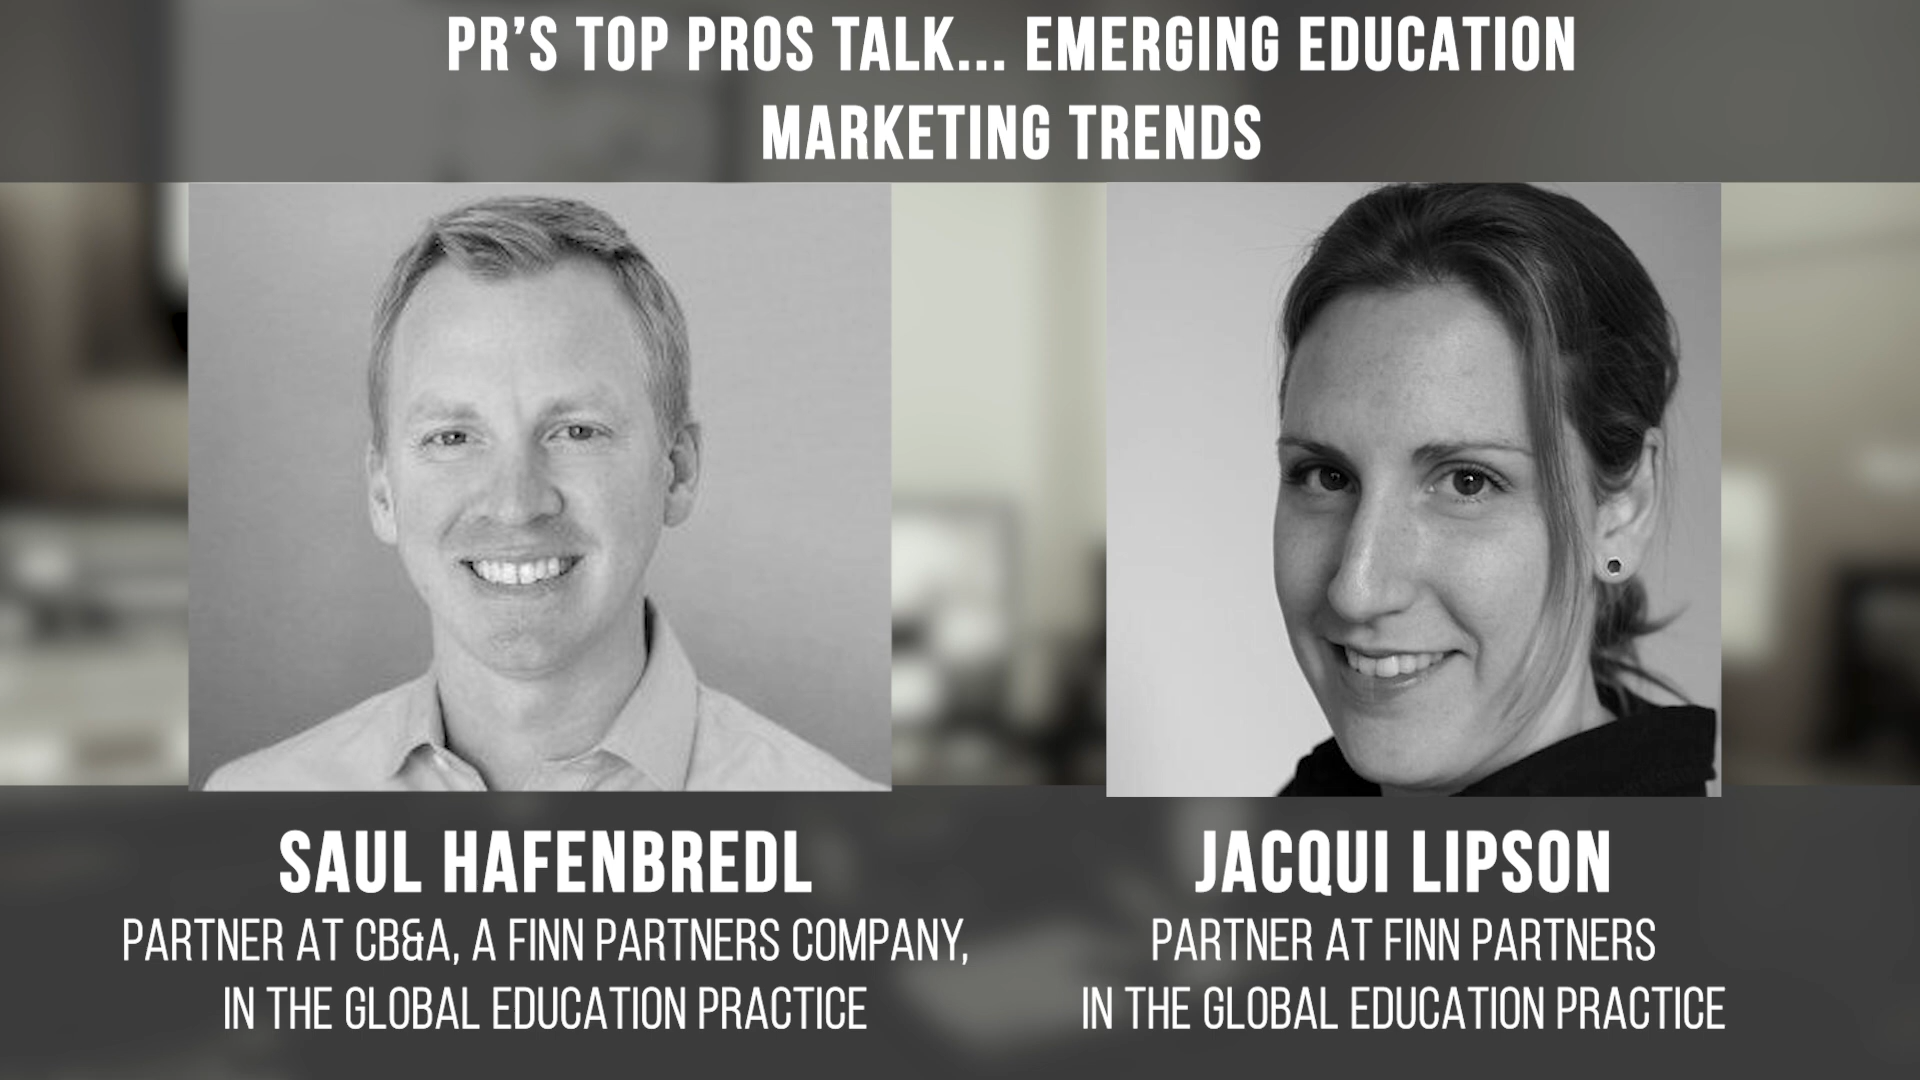 PR'S TOP PROS TALK... EMERGING EDUCATION
MARKETING TRENDS
SAUL HAFENBREDL
PARTNER AT CB&A, A FINN PARTNERS COMPANY,
IN THE GLOBAL EDUCATION PRACTICE
JACQUI LIPSON
PARTNER AT FINN PARTNERS
IN THE GLOBAL EDUCATION PRACTICE